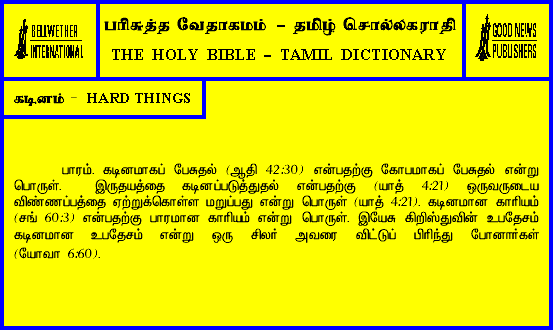 BELLWETHER
INTERNATIONAL
பரிசுத்த வேதாகமம் - தமிழ் சொல்லகராதி
THE HOLY BIBLE - TAMIL DICTIONARY
GOOD NEWS
PUBLISHERS
கடினம் - HARD THINGS
பாரம். கடினமாகப் பேசுதல் (ஆதி 42:30) என்பதற்கு கோபமாகப் பேசுதல் என்று
பொருள். இருதயத்தை கடினப்படுத்துதல் என்பதற்கு (யாத் 4:21) ஒருவருடைய
விண்ணப்பத்தை ஏற்றுக்கொள்ள மறுப்பது என்று பொருள் (யாத் 4:21). கடினமான காரியம்
(சங் 60:3) என்பதற்கு பாரமான காரியம் என்று பொருள். இயேசு கிறிஸ்துவின் உபதேசம்
கடினமான உபதேசம் என்று ஒரு சிலர் அவரை விட்டுப் பிரிந்து போனார்கள்
(யோவா 6:60).